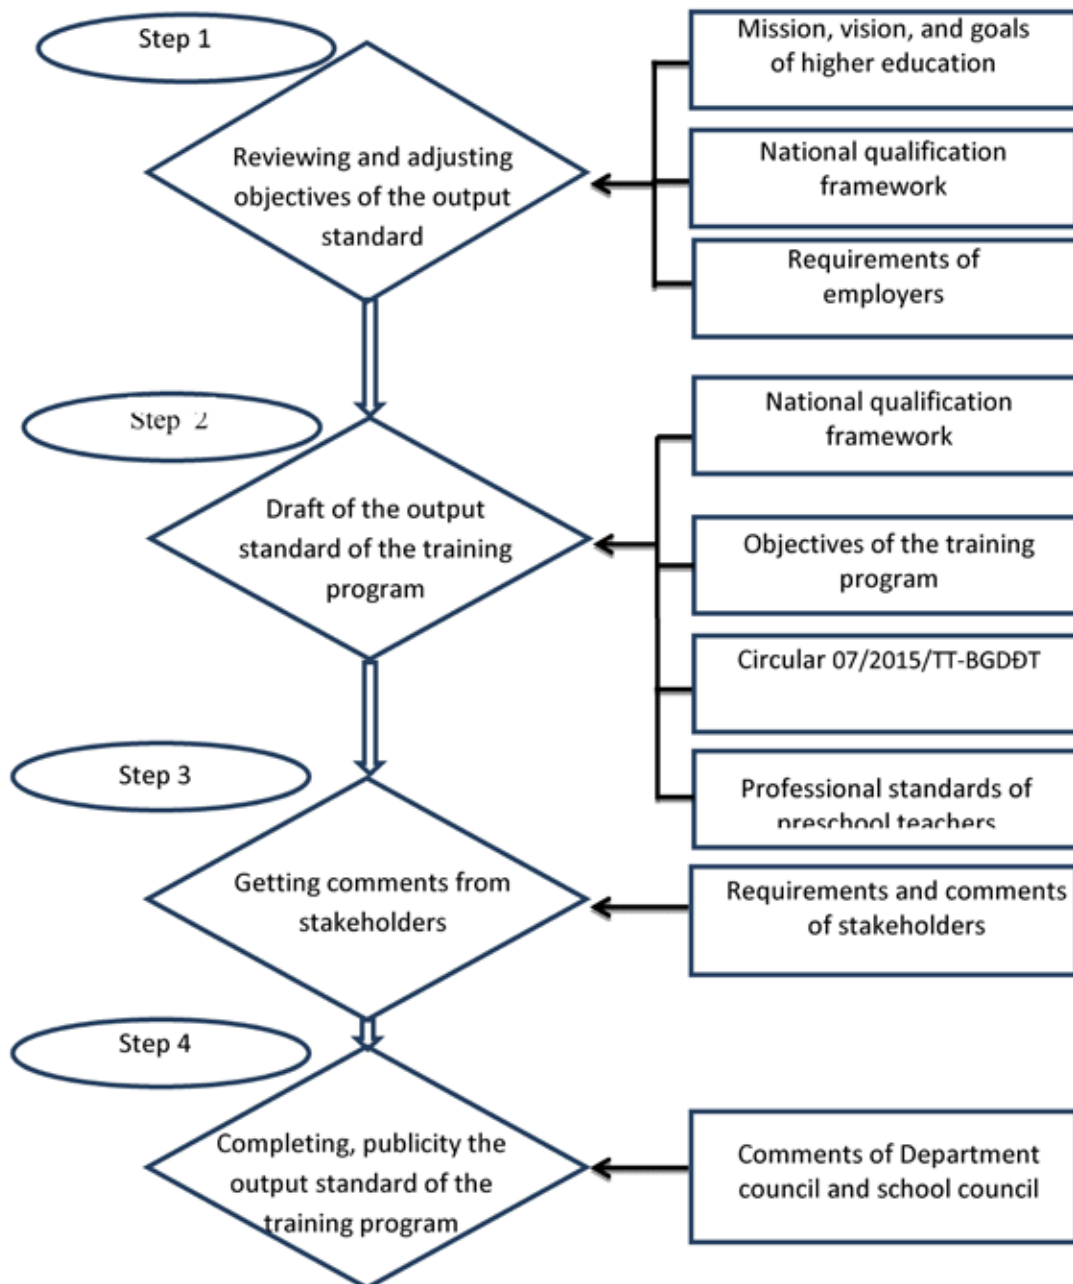 Step 1
Reviewing and adjusting
objectives of the output
standard
Mission, vision, and goals
of higher education
National qualification
framework
Requirements of
employers
Step 2
Draft of the output
standard of the training
program
National qualification
framework
Objectives of the training
program
Circular 07/2015/TT-BGDĐT
Professional standards of
preschool teachers
Step 3
Getting comments from
stakeholders
Requirements and comments
of stakeholders
Step 4
Completing, publicity the
output standard of the
training program
Comments of Department
council and school council